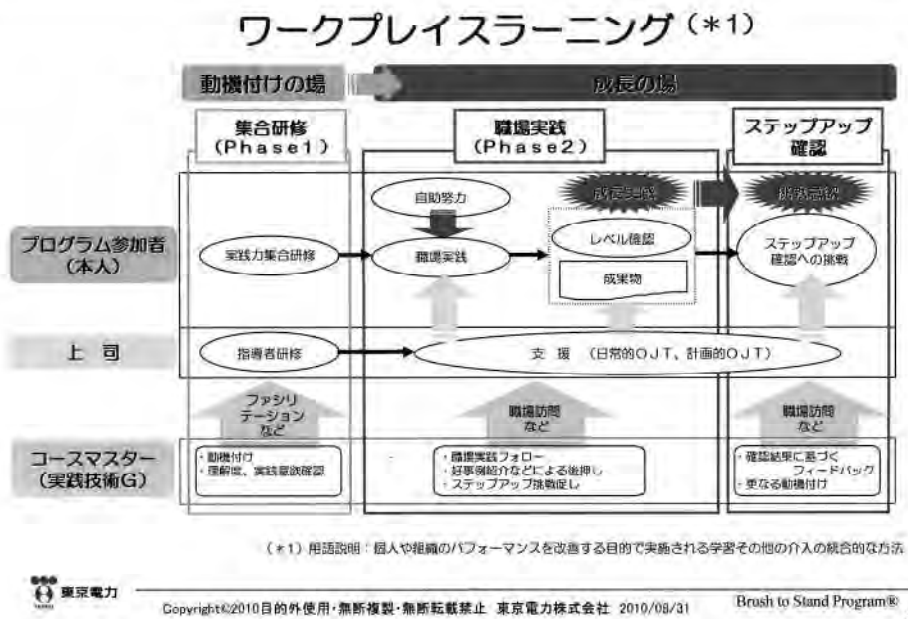 ワークプレイスラーニング(*1)
動機付けの場
成長の場
集合研修
(Phase1)
職場実践
(Phase2)
ステップアップ
確認
自助努力
成長実感
挑戦意欲
プログラム参加者
(本人)
実践力集合研修
職場実践
レベル確認
成果物
ステップアップ
確認への挑戦
上 司
指導者研修
支 援 (日常的OJT、計画的OJT)
ファシリ
テーション
など
職場訪問
など
職場訪問
など
コースマスター
(実践技術G)
・動機付け
・理解度、実践意欲確認
・職場実践フォロー
・好事例紹介などによる後押し
・ステップアップ挑戦促し
・確認結果に基づく
フィードバック
・更なる動機付け
(*1)用語説明:個人や組織のパフォーマンスを改善する目的で実施される学習その他の介入の統合的な方法
東京電力
Copyright©2010目的外使用・無断複製・無断転載禁止 東京電力株式会社 2010/08/31
Brush to Stand Program®